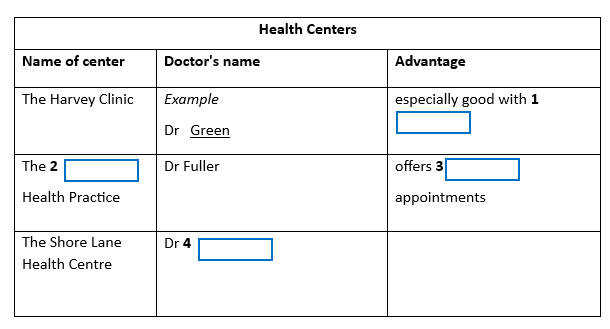 Health Centers
Name of center
Doctor's name
Advantage
The Harvey Clinic
Example
Dr Green
especially good with 1
The 2
Health Practice
Dr Fuller
offers 3
appointments
The Shore Lane
Health Centre
Dr 4